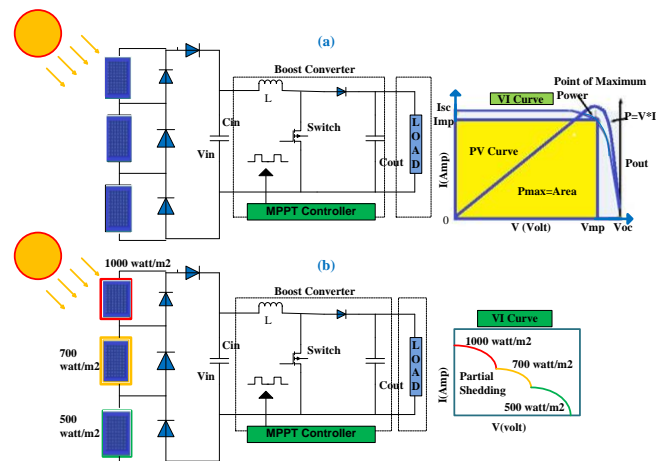 (a)
Boost Converter
L
Cin
Vin
Switch
Cout
LOAD
MPPT Controller
VI Curve
Point of Maximum
Power
Isc
Imp
P=V*I
PV Curve
Pout
Pmax=Area
I(Amp)
0
V (Volt)
Vmp
Voc
(b)
1000 watt/m2
Boost Converter
L
700
watt/m2
Cin
Vin
Switch
Cout
LOAD
500
watt/m2
MPPT Controller
VI Curve
1000 watt/m2
700 watt/m2
Partial
Shedding
500 watt/m2
I(Amp)
V(volt)